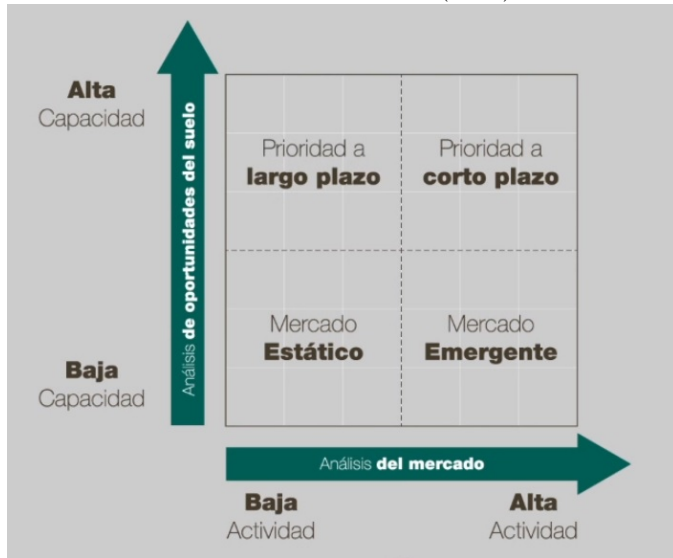 Alta
Capacidad
Análisis de oportunidades del suelo
Prioridad a
largo plazo
Prioridad a
corto plazo
Mercado
Estático
Mercado
Emergente
Baja
Capacidad
Análisis del mercado
Baja
Actividad
Alta
Actividad